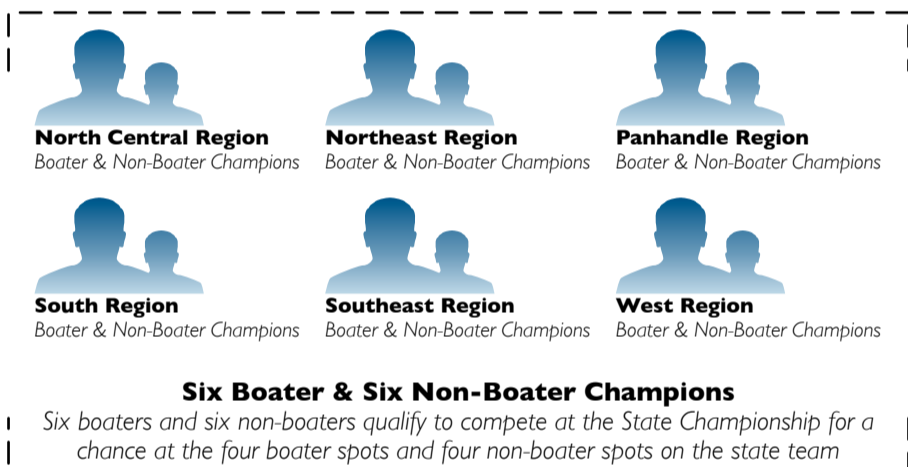 North Central Region
Boater & Non-Boater Champions
Northeast Region
Boater & Non-Boater Champions
Panhandle Region
Boater & Non-Boater Champions
South Region
Boater & Non-Boater Champions
Southeast Region
Boater & Non-Boater Champions
West Region
Boater & Non-Boater Champions
Six Boater & Six Non-Boater Champions
Six boaters and six non-boaters qualify to compete at the State Championship for a
chance at the four boater spots and four non-boater spots on the state team